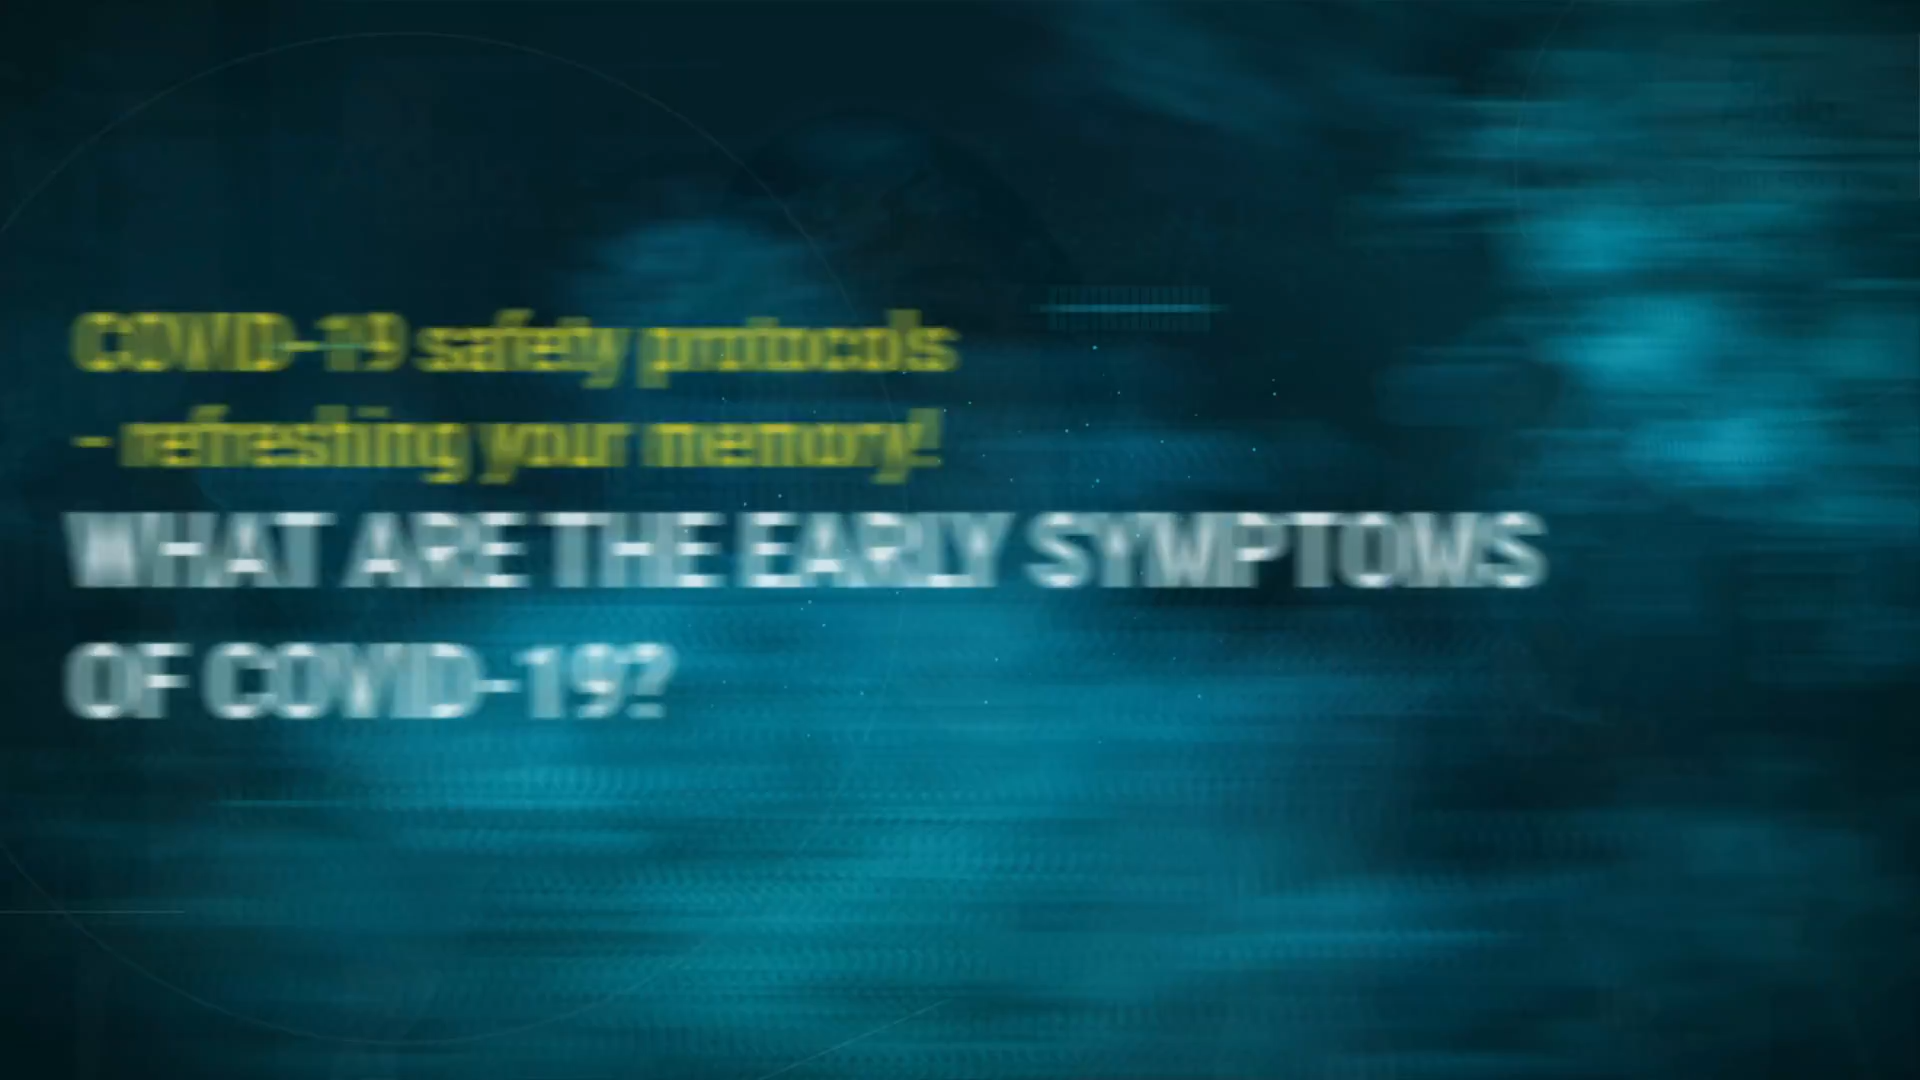 COVID-19 safety protocols
- refreshing your memory!
WHAT ARE THE EARLY SYMPTOMS
OF COVID-19?